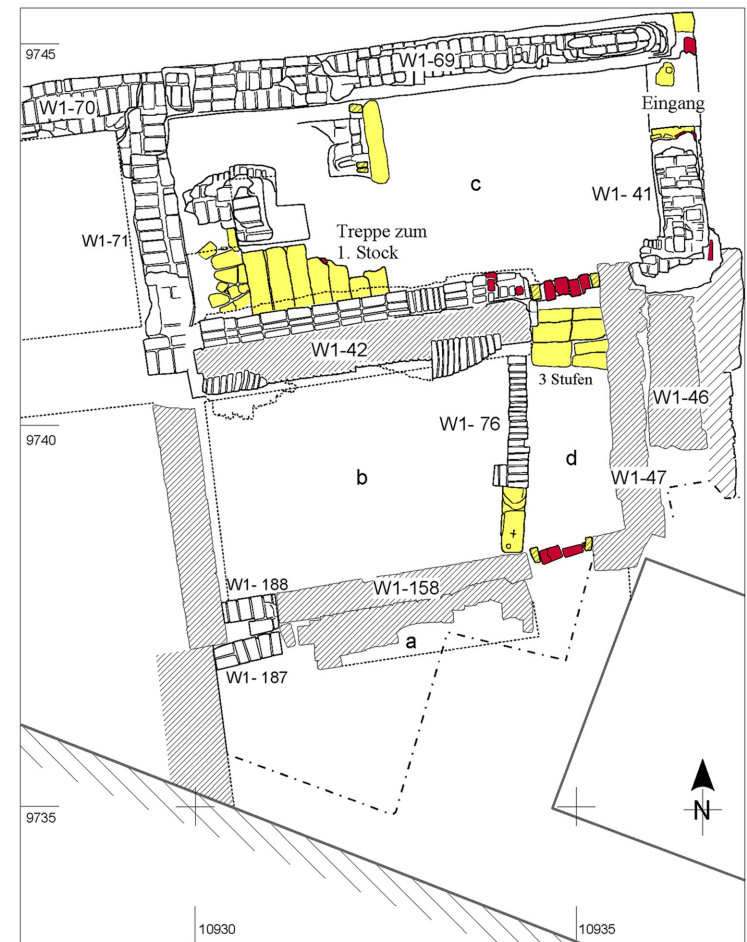 9745
W1-69
W1-70
Eingang
c
W1- 41
W1-71
Treppe zum
1. Stock
W1-42
3 Stufen
W1-46
9740
W1- 76
d
b
W1-47
W1- 188
W1-158
a
W1- 187
N
9735
10930
10935